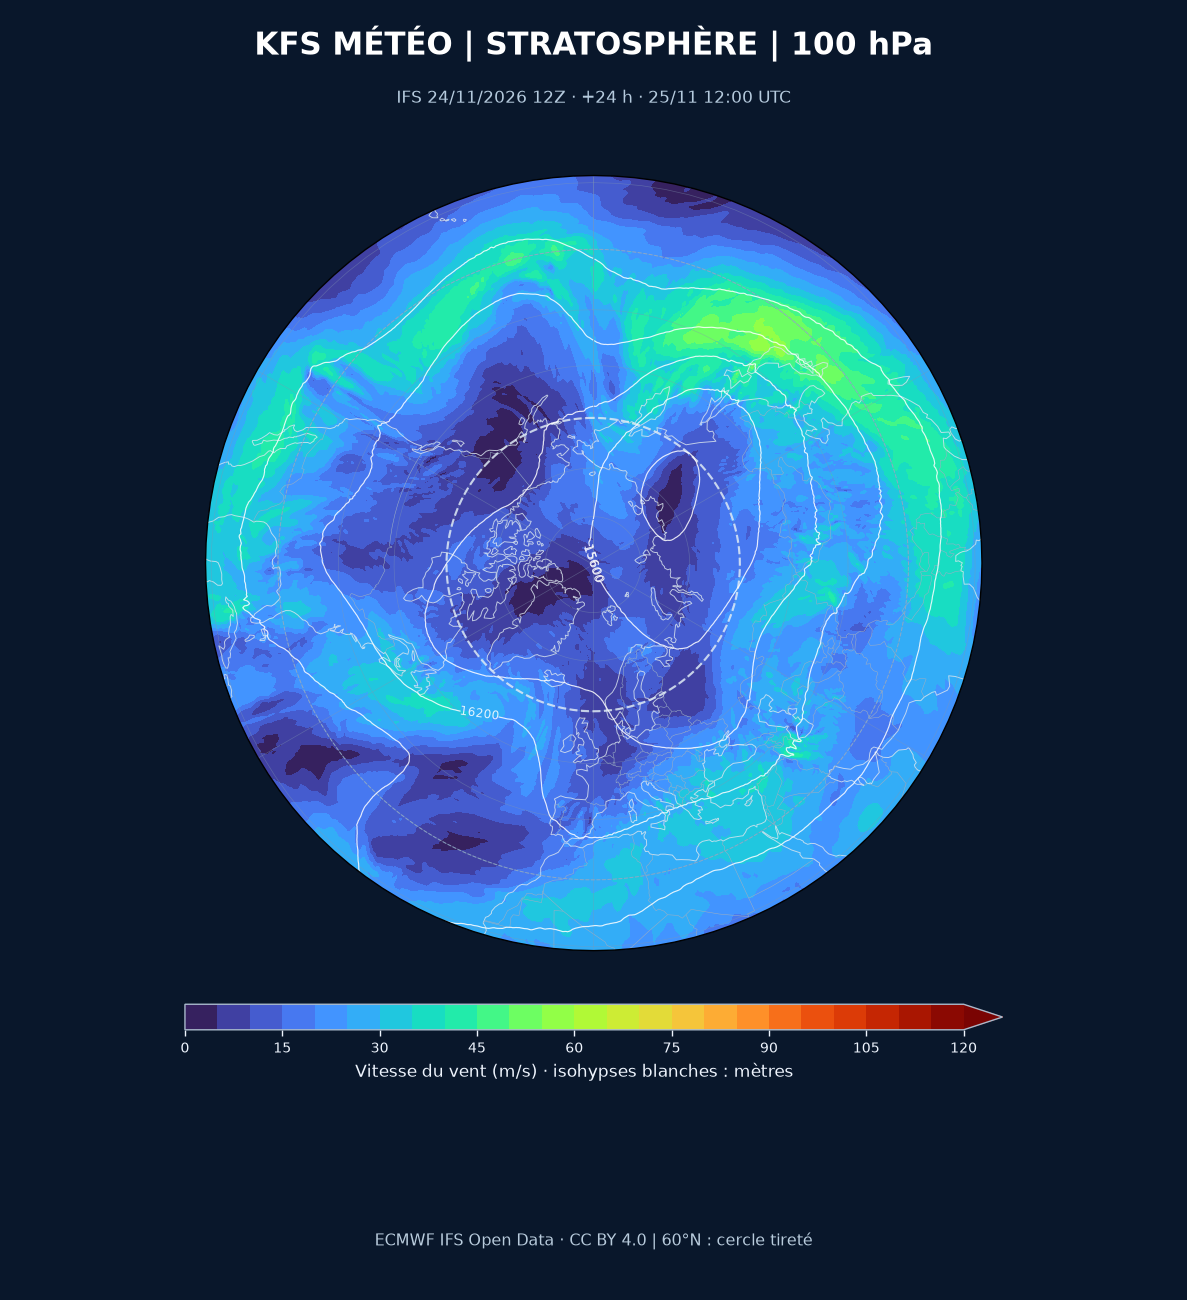 KFS MÉTÉO | STRATOSPHÈRE | 100 hPa
IFS 24/11/2026 12Z · +24 h · 25/11 12:00 UTC
15600
16200
0 15 30 45 60 75 90 105 120
Vitesse du vent (m/s) · isohypses blanches : mètres
ECMWF IFS Open Data · CC BY 4.0 | 60°N : cercle tireté